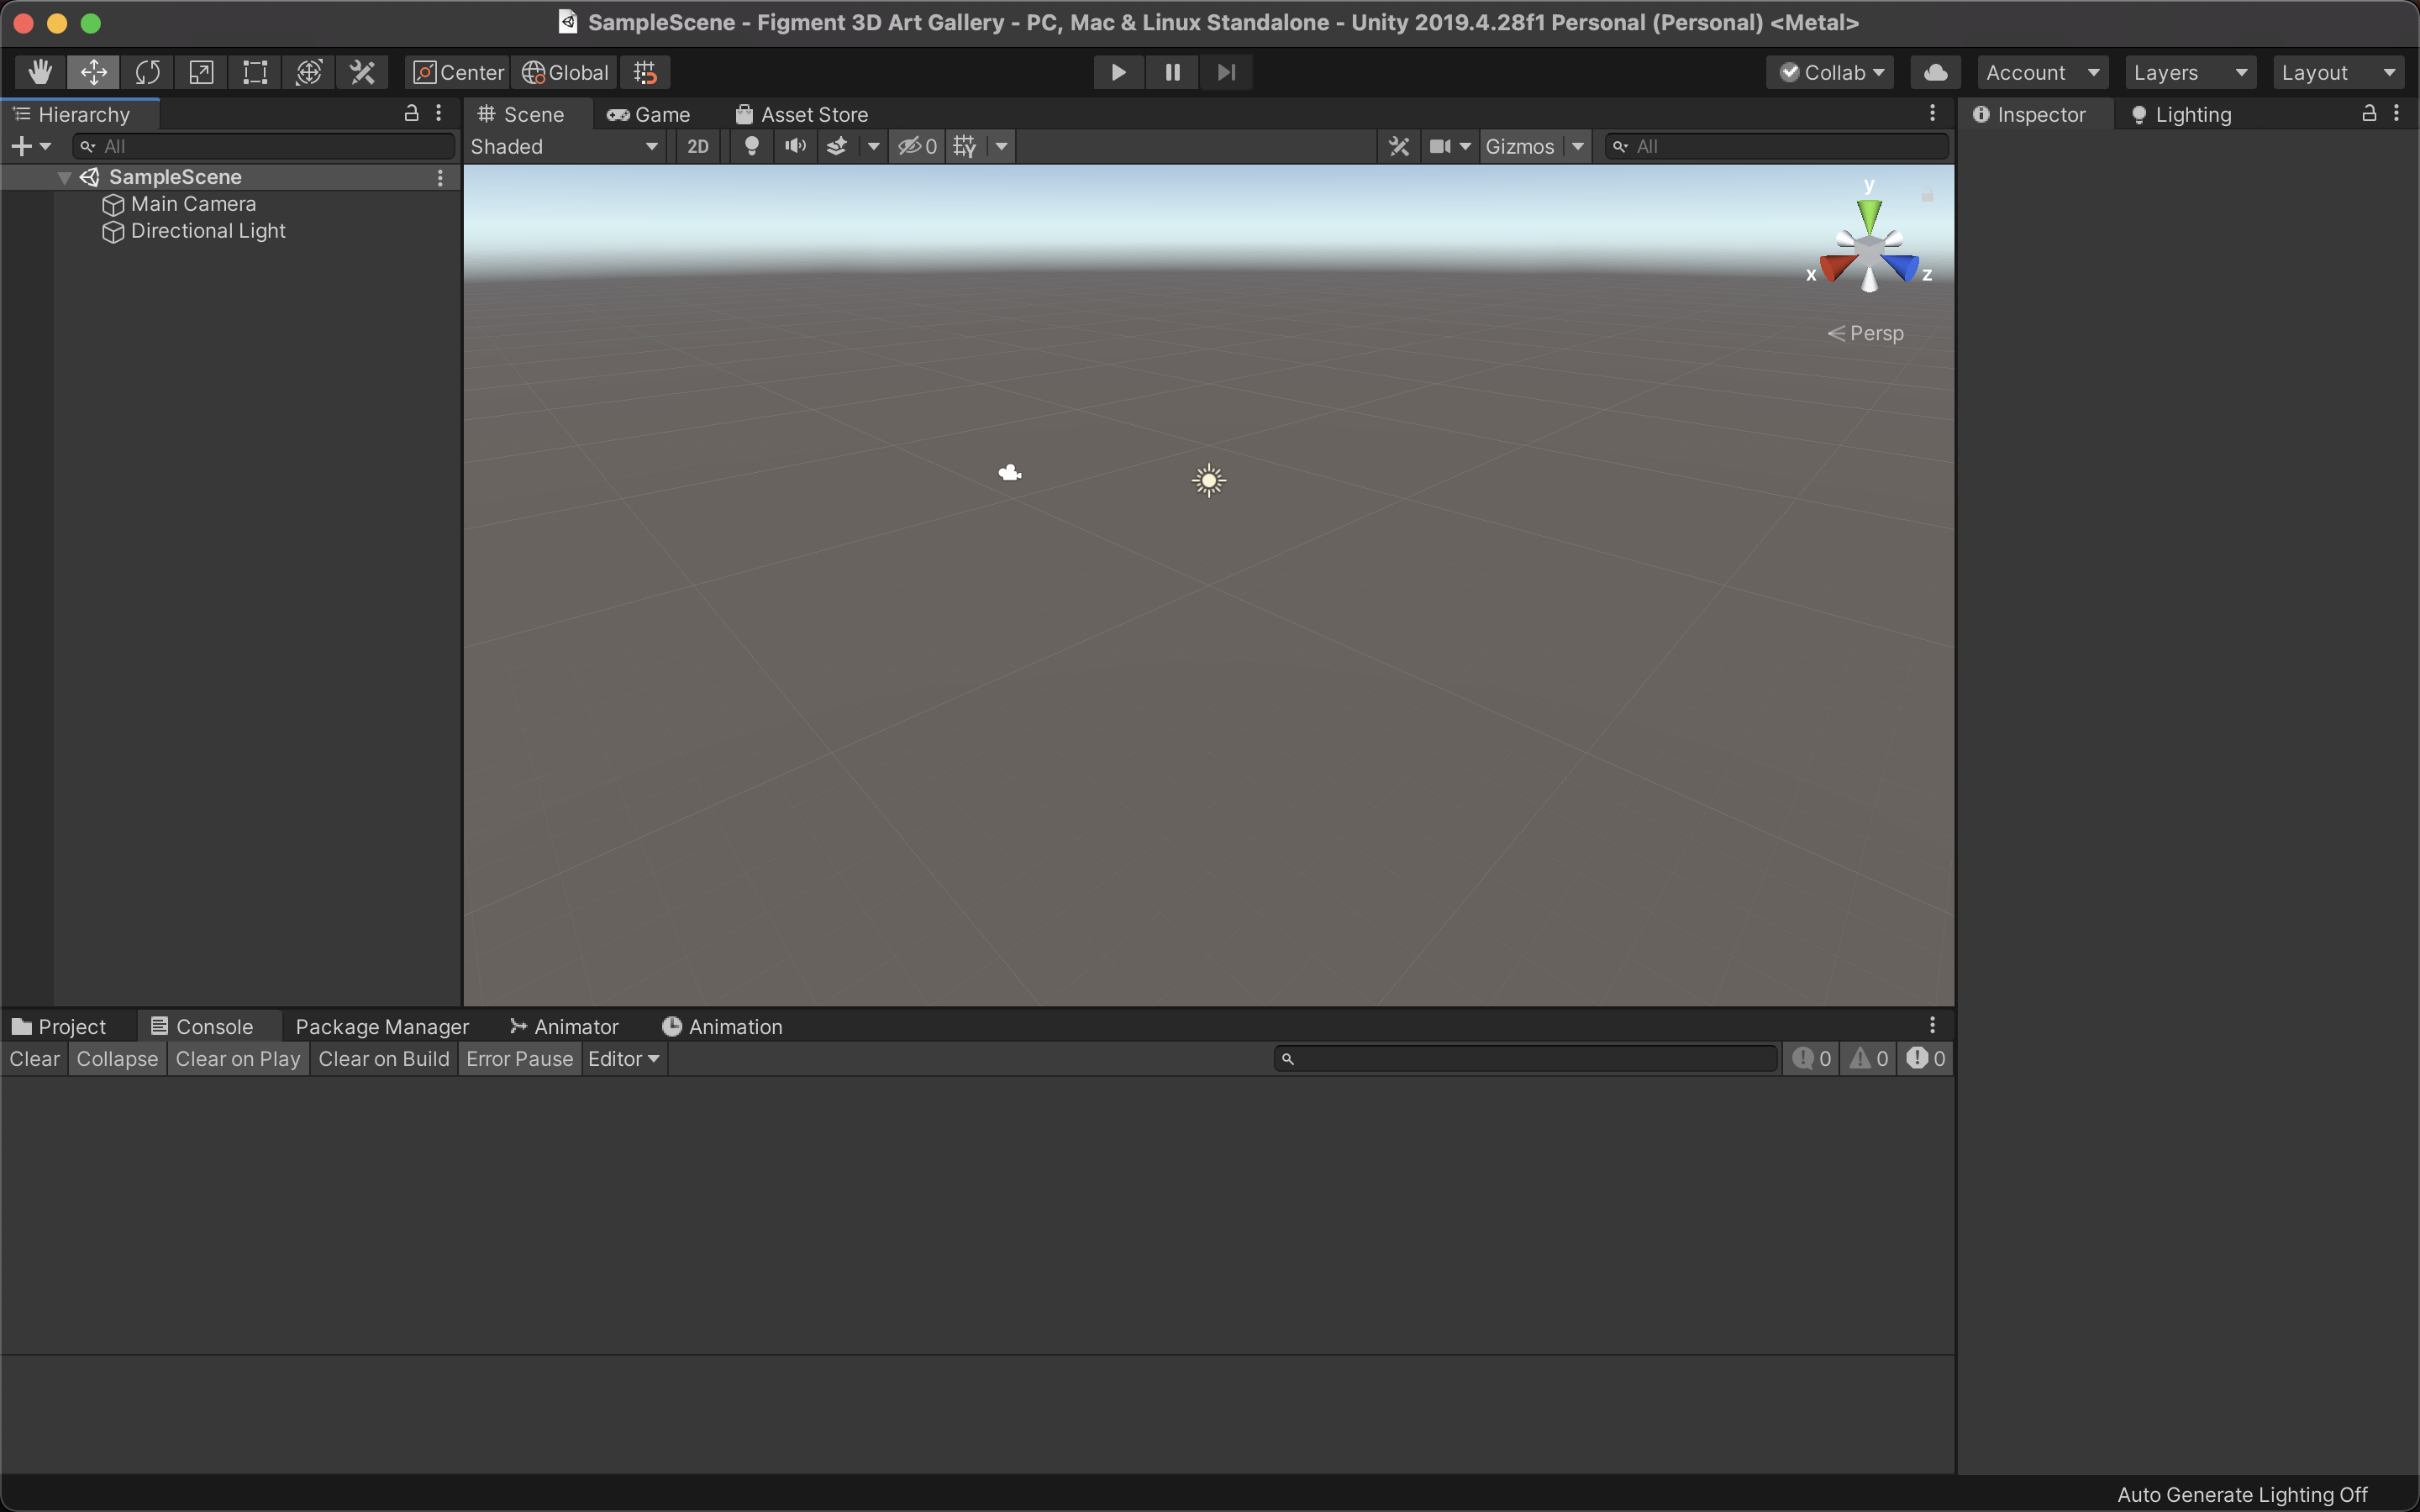 SampleScene - Figment 3D Art Gallery - PC, Mac & Linux Standalone - Unity 2019.4.28f1 Personal (Personal) <Metal>
Center Global Collab Account Layers Layout
Hierarchy
All
SampleScene
Main Camera
Directional Light
Scene Game Asset Store
Shaded 2D 0 Gizmos All
y
x z
Persp
Inspector Lighting
Project Console Package Manager Animator Animation
Clear Collapse Clear on Play Clear on Build Error Pause Editor 0 0 0
Auto Generate Lighting Off